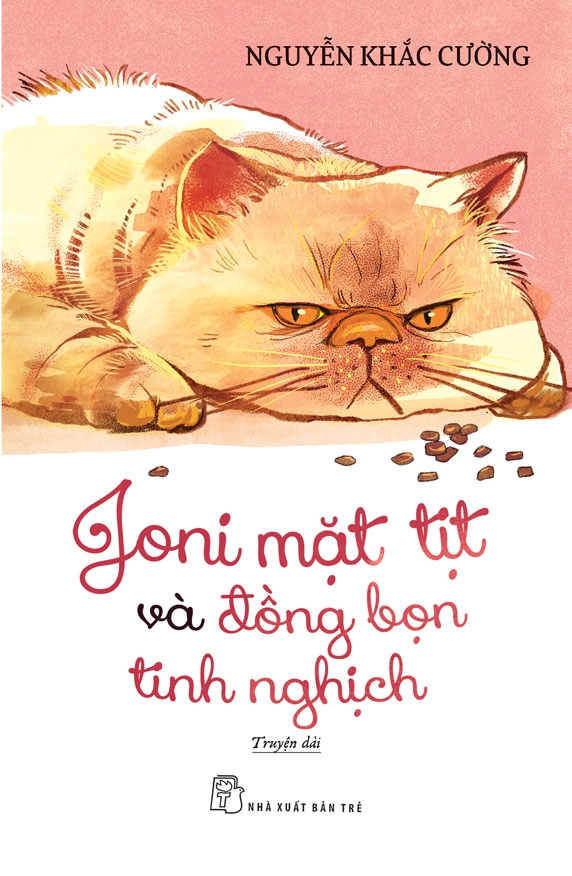 NGUYỄN KHẮC CƯỜNG
Joni mặt tịt
và đồng bọn
tinh nghịch
Truyện dài
T
NHÀ XUẤT BẢN TRẺ